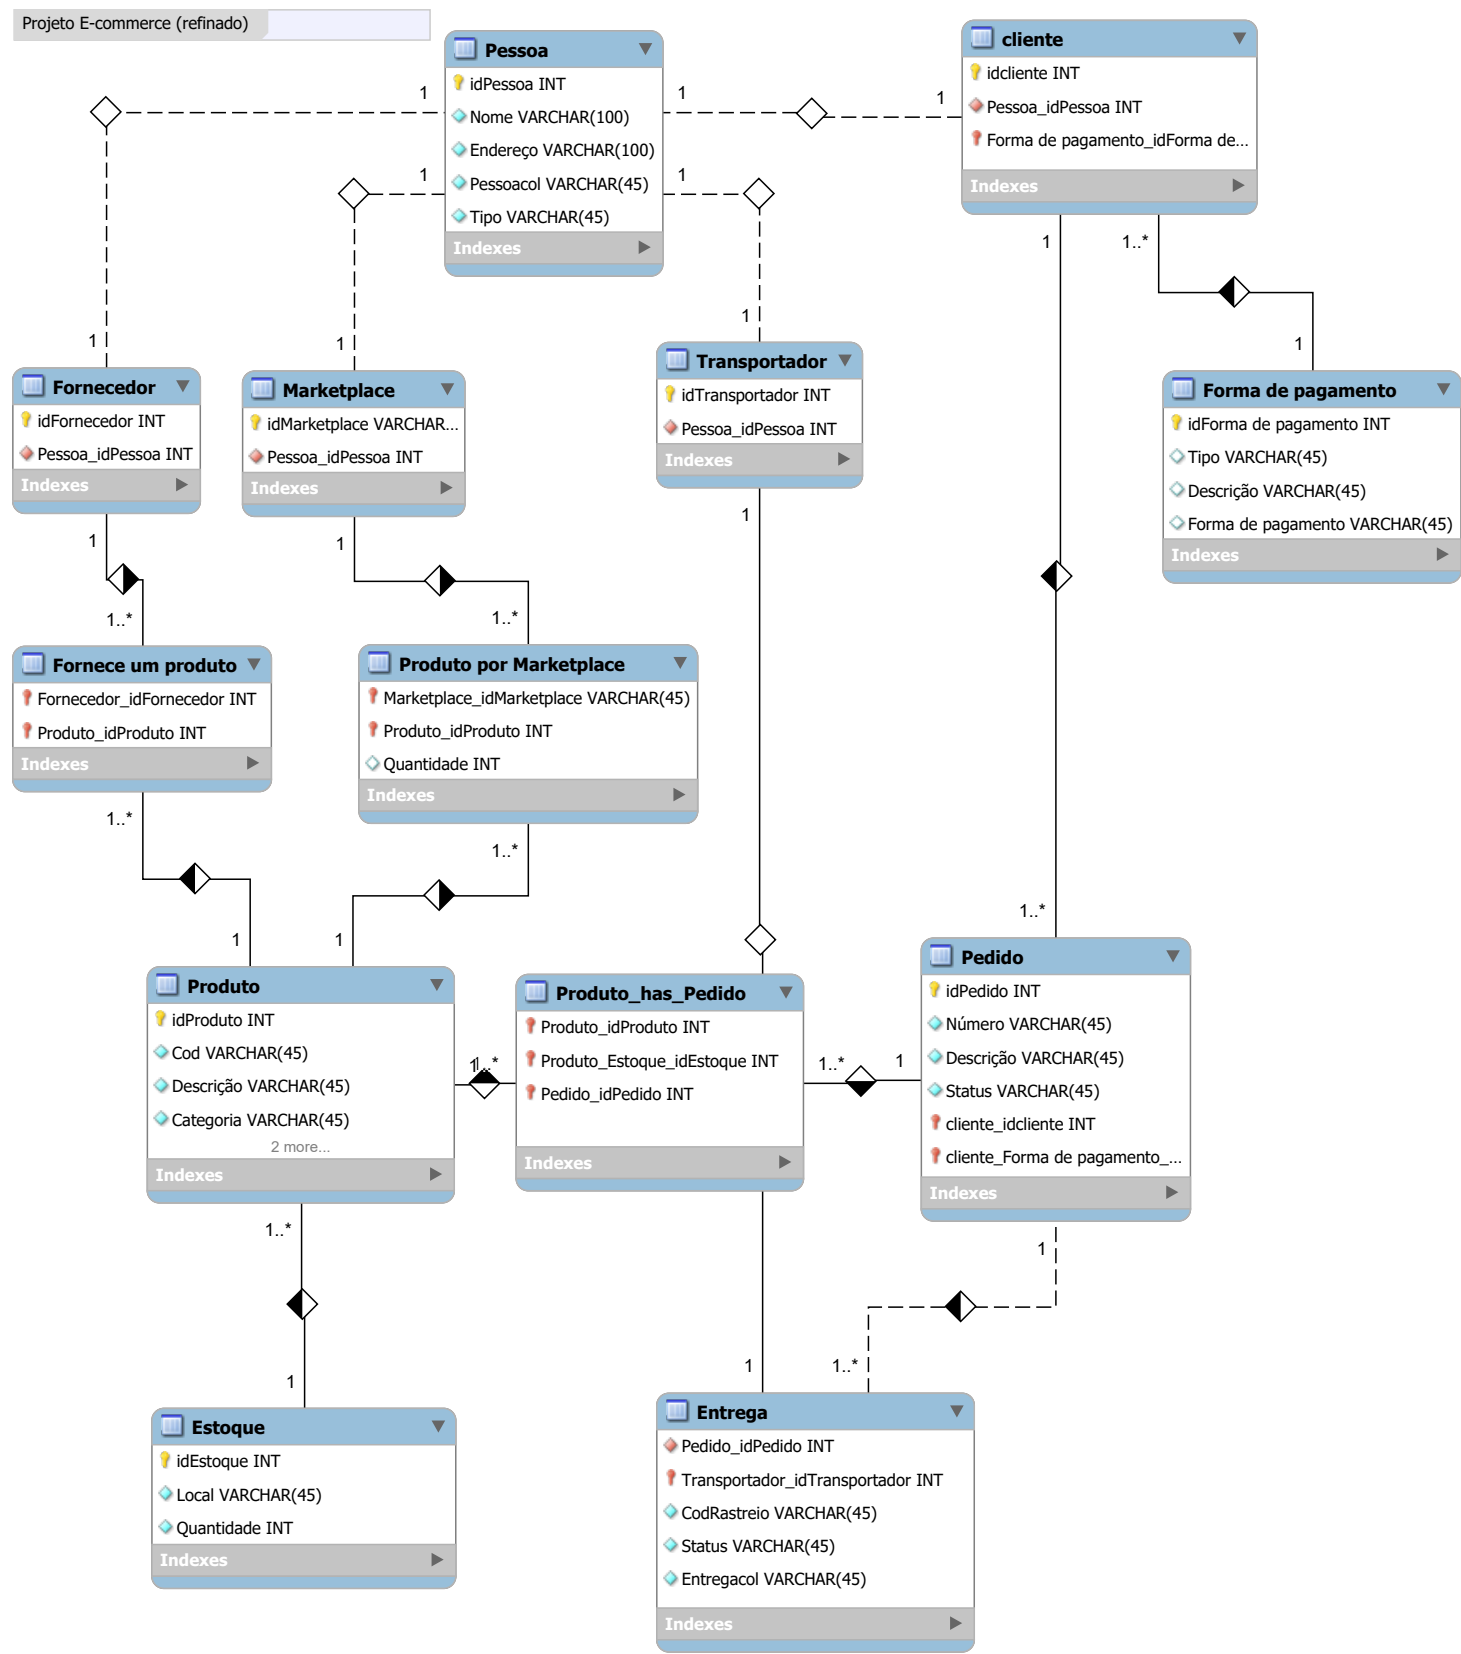 Projeto E-commerce (refinado)
Pessoa
idPessoa INT
Nome VARCHAR(100)
Endereço VARCHAR(100)
Pessoacol VARCHAR(45)
Tipo VARCHAR(45)
Indexes
cliente
idcliente INT
Pessoa_idPessoa INT
Forma de pagamento_idForma de...
Indexes
1
1
1
1
1
1
1
1..*
1
1
1
1
Fornecedor
idFornecedor INT
Pessoa_idPessoa INT
Indexes
Marketplace
idMarketplace VARCHAR...
Pessoa_idPessoa INT
Indexes
Transportador
idTransportador INT
Pessoa_idPessoa INT
Indexes
Forma de pagamento
idForma de pagamento INT
Tipo VARCHAR(45)
Descrição VARCHAR(45)
Forma de pagamento VARCHAR(45)
Indexes
1
1
1
1..*
1..*
Fornece um produto
Fornecedor_idFornecedor INT
Produto_idProduto INT
Indexes
Produto por Marketplace
Marketplace_idMarketplace VARCHAR(45)
Produto_idProduto INT
Quantidade INT
Indexes
1..*
1..*
1
1
1..*
Produto
idProduto INT
Cod VARCHAR(45)
Descrição VARCHAR(45)
Categoria VARCHAR(45)
2 more...
Indexes
1
1..*
Produto_has_Pedido
Produto_idProduto INT
Produto_Estoque_idEstoque INT
Pedido_idPedido INT
Indexes
1..*
1
Pedido
idPedido INT
Número VARCHAR(45)
Descrição VARCHAR(45)
Status VARCHAR(45)
cliente_idcliente INT
cliente_Forma de pagamento_...
Indexes
1..*
1
1
1
1..*
Estoque
idEstoque INT
Local VARCHAR(45)
Quantidade INT
Indexes
Entrega
Pedido_idPedido INT
Transportador_idTransportador INT
CodRastreio VARCHAR(45)
Status VARCHAR(45)
Entregacol VARCHAR(45)
Indexes